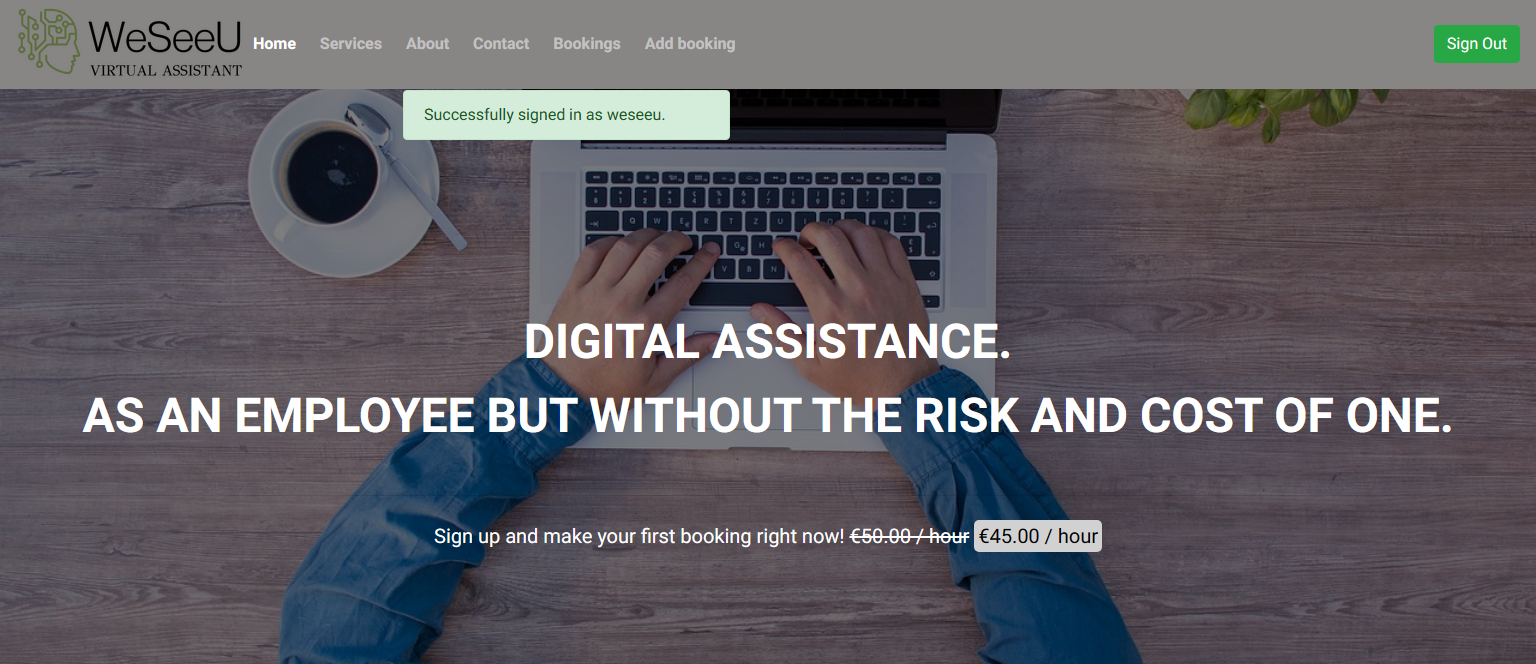 WeSeeU
VIRTUAL ASSISTANT
Home Services About Contact Bookings Add booking
Sign Out
Successfully signed in as weseeu.
DIGITAL ASSISTANCE.
AS AN EMPLOYEE BUT WITHOUT THE RISK AND COST OF ONE.
Sign up and make your first booking right now! €50.00 / hour €45.00 / hour